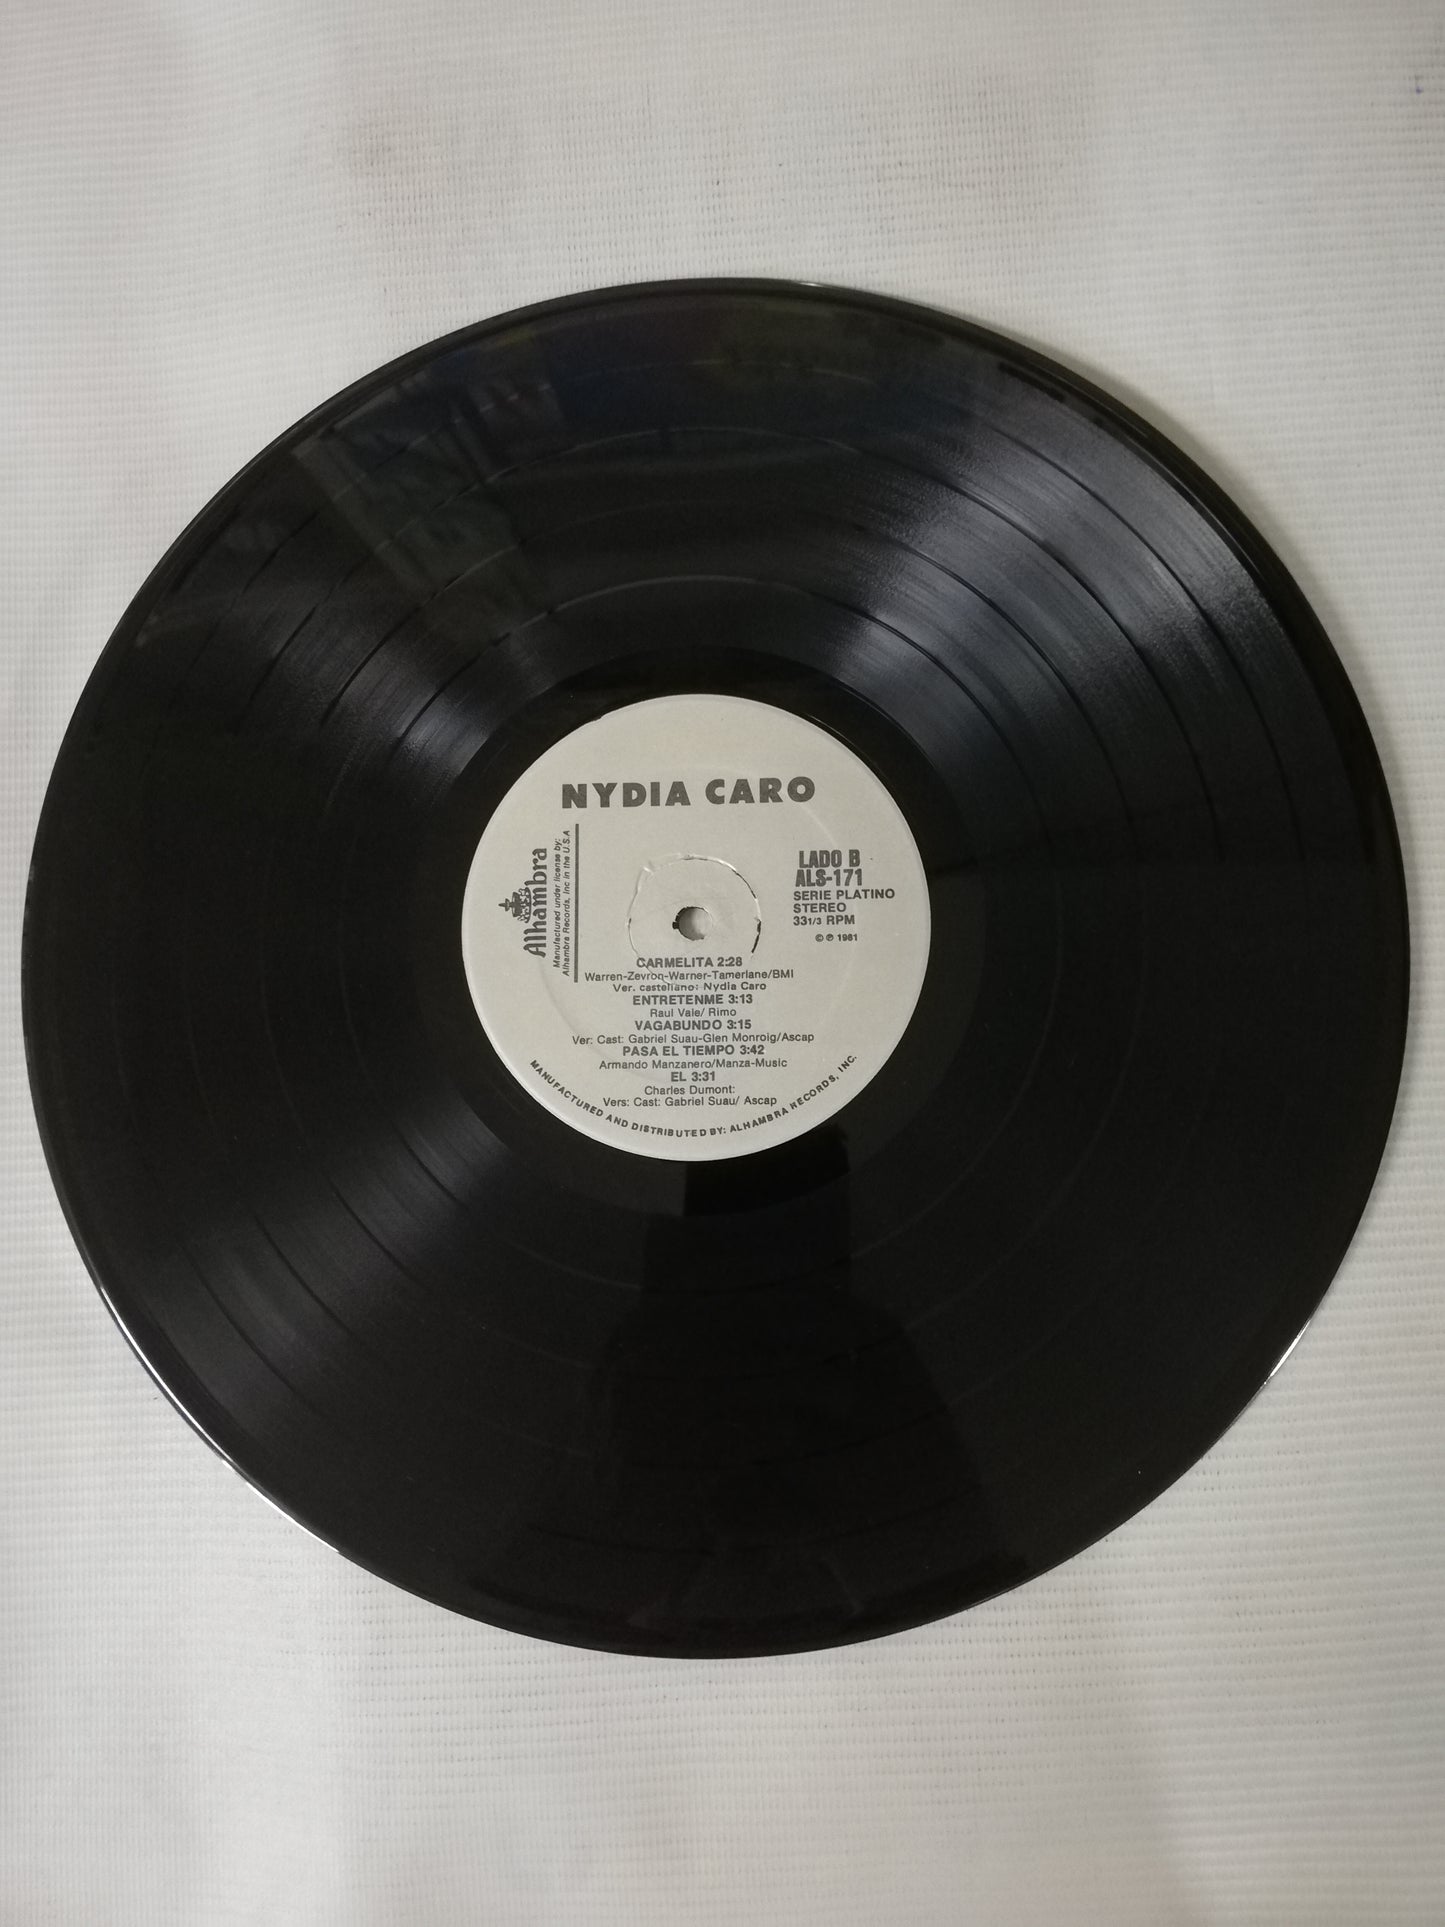 NYDIA CARO
Alhambra
Manufactured under license by:
Alhambra Records, Inc in the U.S.A
LADO B
ALS-171
SERIE PLATINO
STEREO
331/3 RPM
© ℗ 1981
CARMELITA 2:28
Warren-Zevron-Warner-Tamerlane/BMI
Ver. castellano: Nydia Caro
ENTRETENME 3:13
Raul Vale/ Rimo
VAGABUNDO 3:15
Ver: Cast: Gabriel Suau-Glen Monroig/Ascap
PASA EL TIEMPO 3:42
Armando Manzanero/Manza-Music
EL 3:31
Charles Dumont:
Vers: Cast: Gabriel Suau/ Ascap
MANUFACTURED AND DISTRIBUTED BY: ALHAMBRA RECORDS, INC.